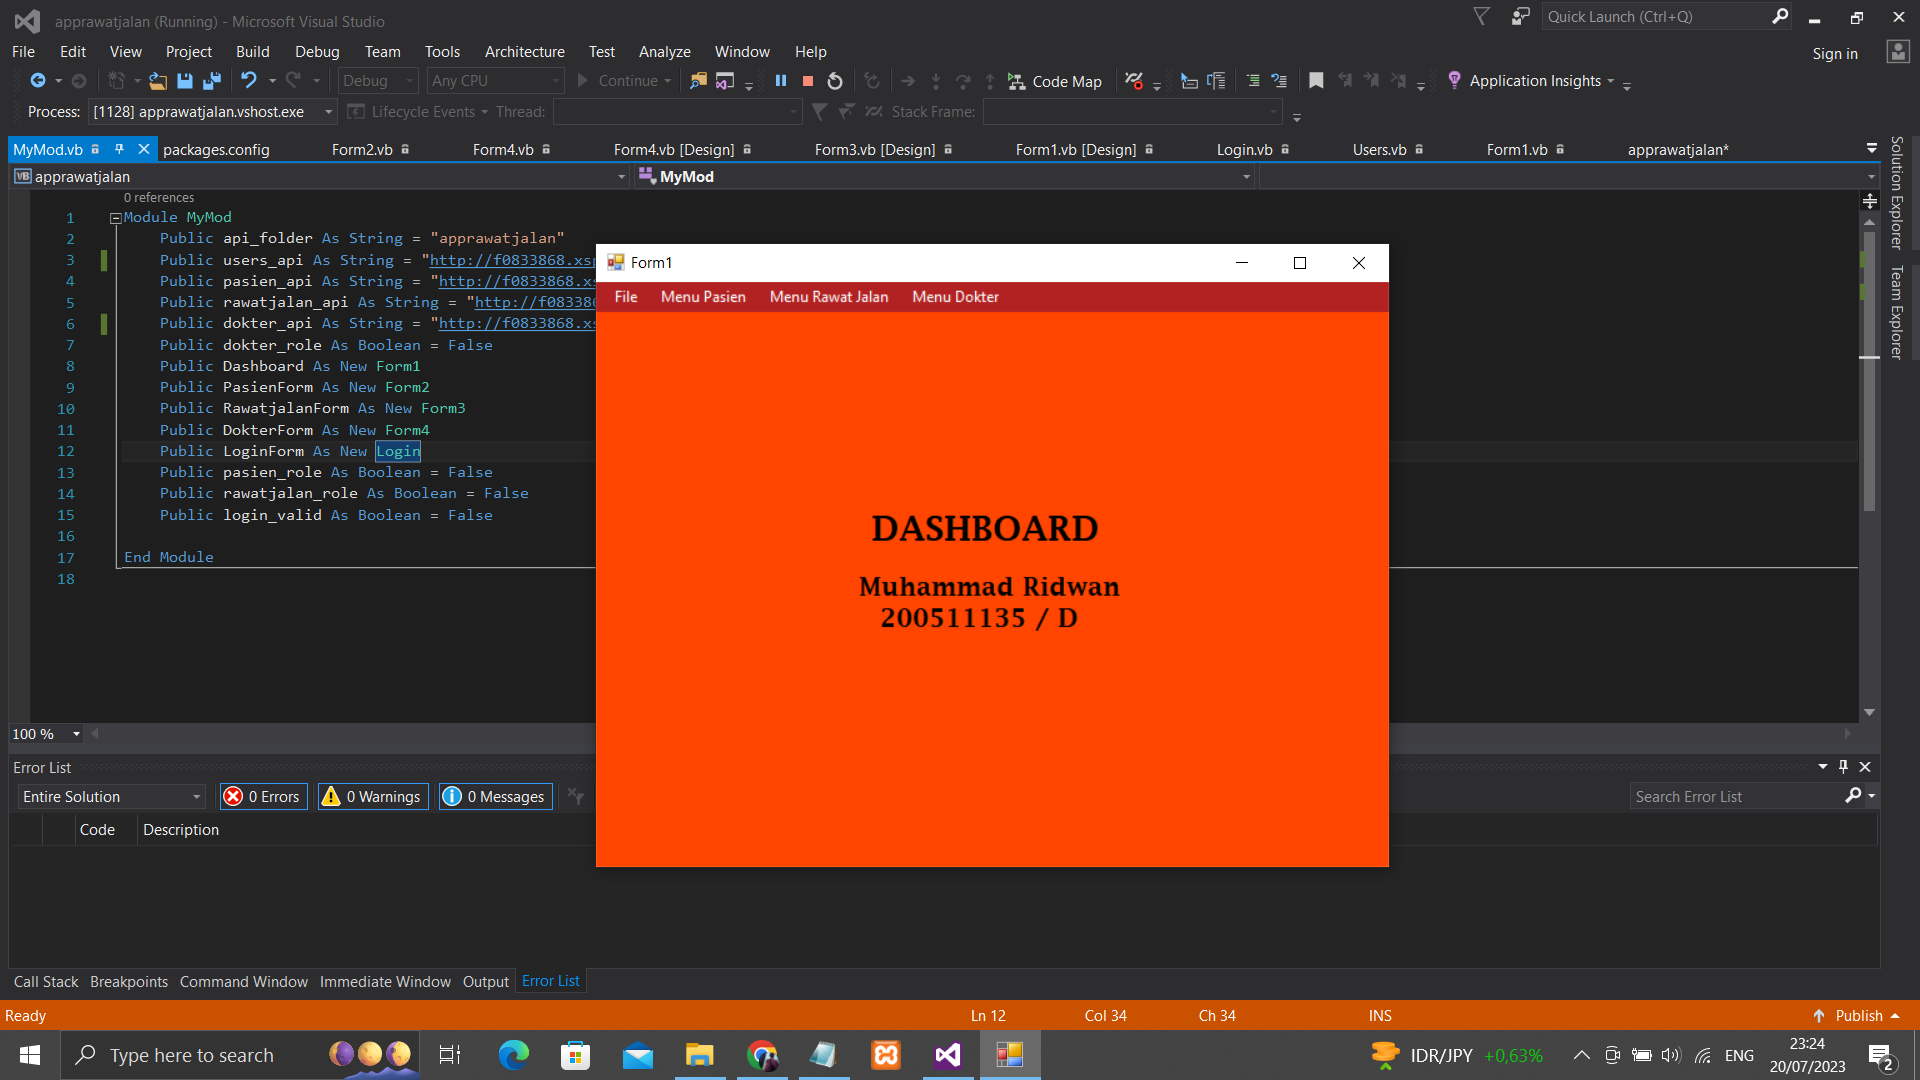 apprawatjalan (Running) - Microsoft Visual Studio
Quick Launch (Ctrl+Q)
File Edit View Project Build Debug Team Tools Architecture Test Analyze Window Help
Sign in
Debug Any CPU Continue Code Map Application Insights
Process: [1128] apprawatjalan.vshost.exe Lifecycle Events Thread: Stack Frame:
MyMod.vb packages.config Form2.vb Form4.vb Form4.vb [Design] Form3.vb [Design] Form1.vb [Design] Login.vb Users.vb Form1.vb apprawatjalan*
apprawatjalan MyMod
Solution Explorer
Team Explorer
0 references
1 Module MyMod
2 Public api_folder As String = "apprawatjalan"
3 Public users_api As String = "http://f0833868.xsp
4 Public pasien_api As String = "http://f0833868.xs
5 Public rawatjalan_api As String = "http://f08338
6 Public dokter_api As String = "http://f0833868.xs
7 Public dokter_role As Boolean = False
8 Public Dashboard As New Form1
9 Public PasienForm As New Form2
10 Public RawatjalanForm As New Form3
11 Public DokterForm As New Form4
12 Public LoginForm As New Login
13 Public pasien_role As Boolean = False
14 Public rawatjalan_role As Boolean = False
15 Public login_valid As Boolean = False
16
17 End Module
18
Form1
File Menu Pasien Menu Rawat Jalan Menu Dokter
DASHBOARD
Muhammad Ridwan
200511135 / D
100 %
Error List
Entire Solution 0 Errors 0 Warnings 0 Messages Search Error List
Code Description
Call Stack Breakpoints Command Window Immediate Window Output Error List
Ready Ln 12 Col 34 Ch 34 INS Publish
Type here to search
IDR/JPY +0,63% ENG
23:24
20/07/2023
2